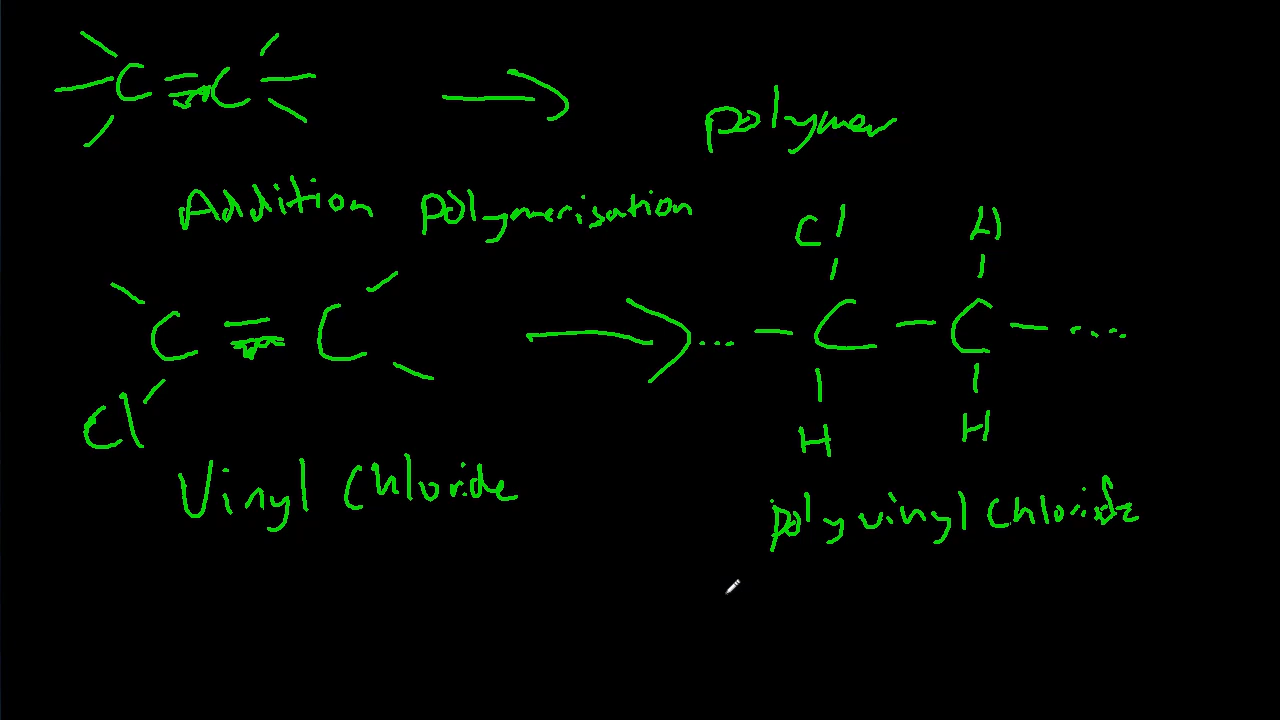 C = C → polymer
Addition polymerisation
Cl H
C = C → ... - C - C - ...
Cl H H
Vinyl Chloride
polyvinyl chloride